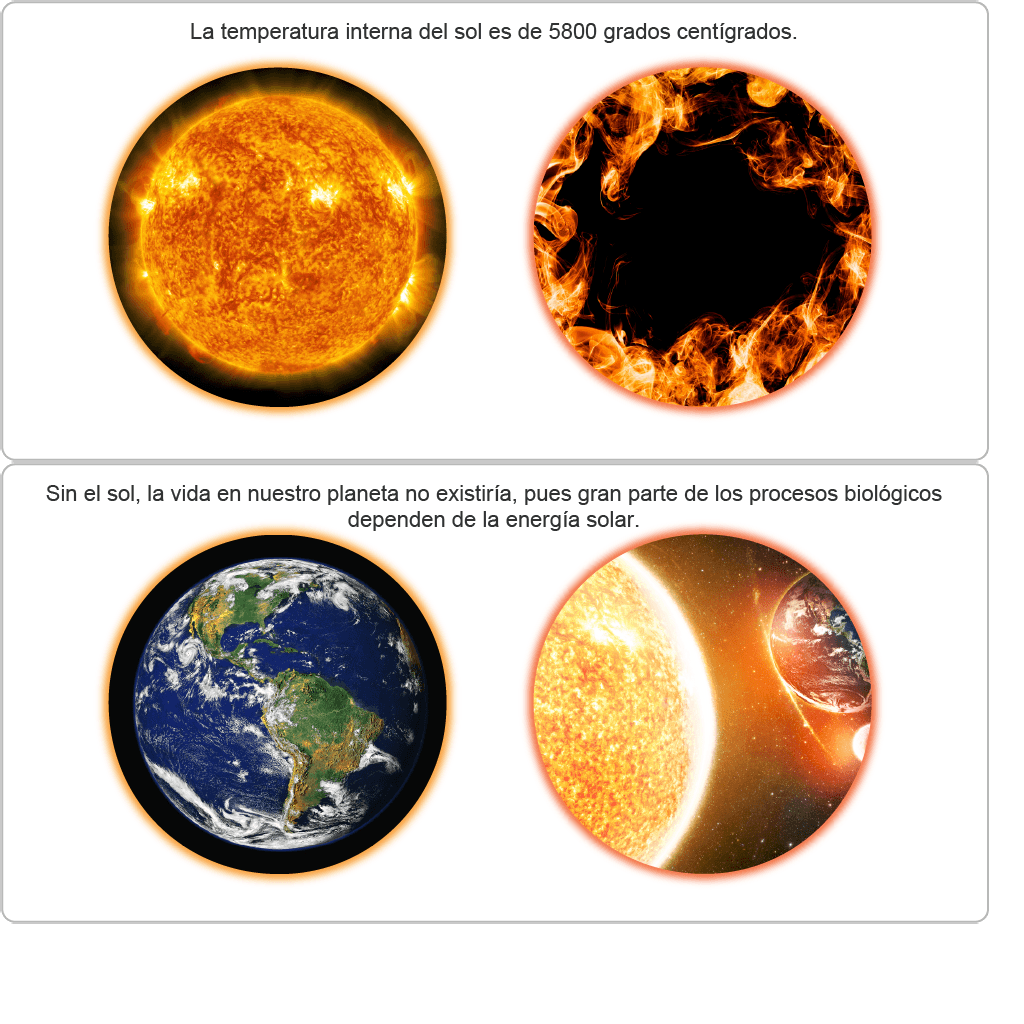 La temperatura interna del sol es de 5800 grados centígrados.
Sin el sol, la vida en nuestro planeta no existiría, pues gran parte de los procesos biológicos
dependen de la energía solar.